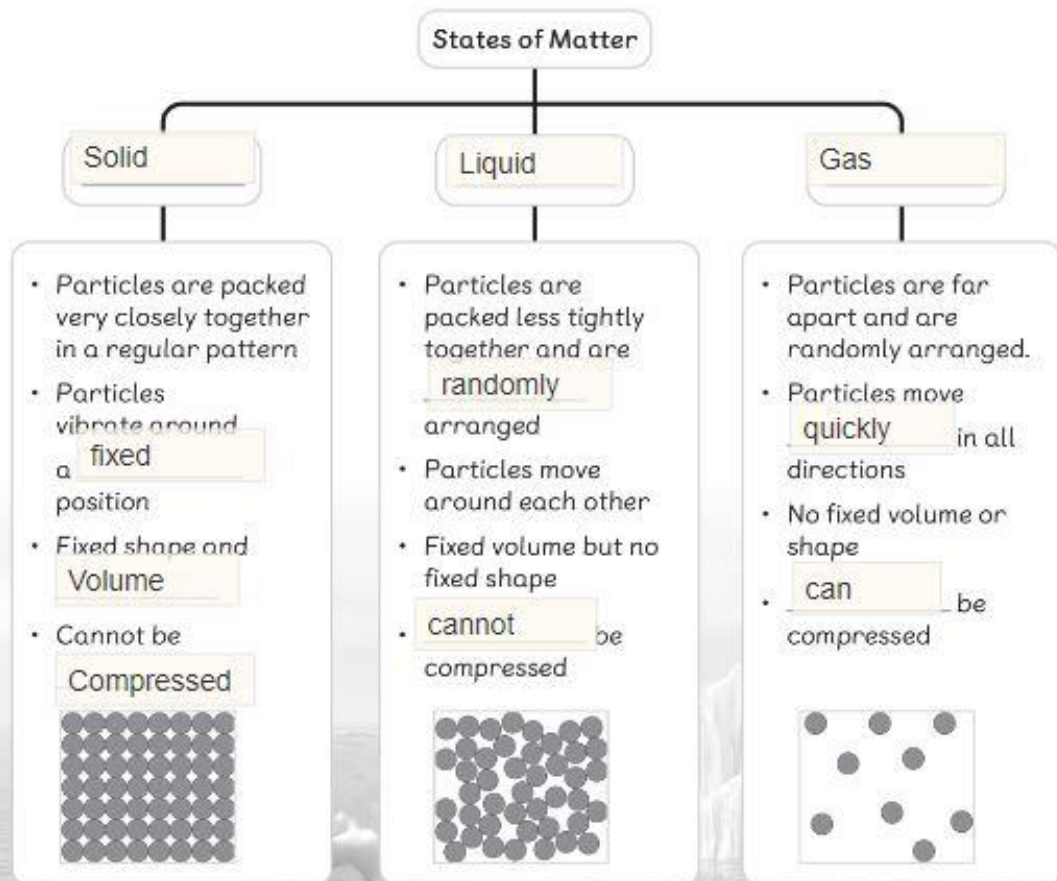 States of Matter
Solid
Particles are packed
very closely together
in a regular pattern
Particles
vibrate around
a fixed
position
Fixed shape and
Volume
Cannot be
Compressed
Liquid
Particles are
packed less tightly
together and are
randomly
arranged
Particles move
around each other
Fixed volume but no
fixed shape
cannot be
compressed
Gas
Particles are far
apart and are
randomly arranged.
Particles move
quickly in all
directions
No fixed volume or
shape
can be
compressed